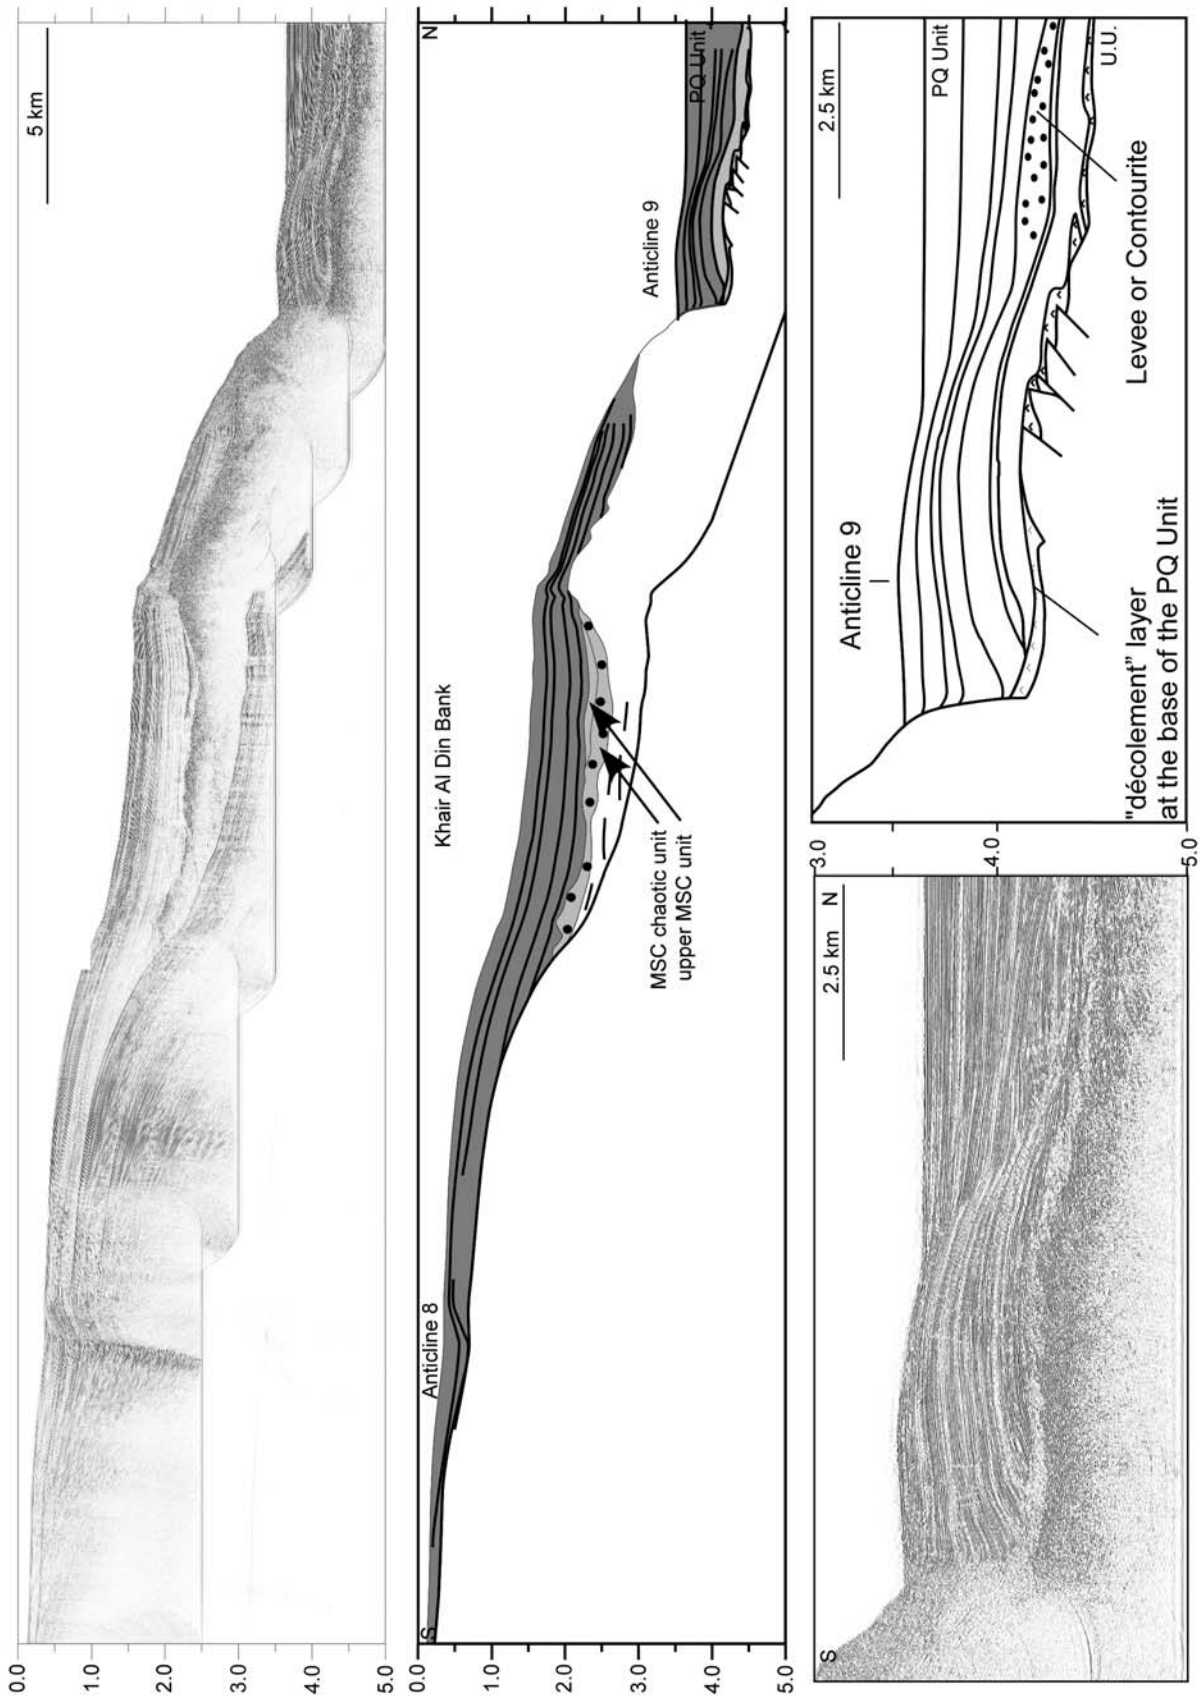 5 km
0.0
1.0
2.0
3.0
4.0
5.0
S
N
Anticline 8
Khair Al Din Bank
Anticline 9
PQ Unit
MSC chaotic unit
upper MSC unit
0.0
1.0
2.0
3.0
4.0
5.0
S
N
2.5 km
3.0
4.0
5.0
Anticline 9
2.5 km
PQ Unit
U.U.
Levee or Contourite
"décolement" layer
at the base of the PQ Unit